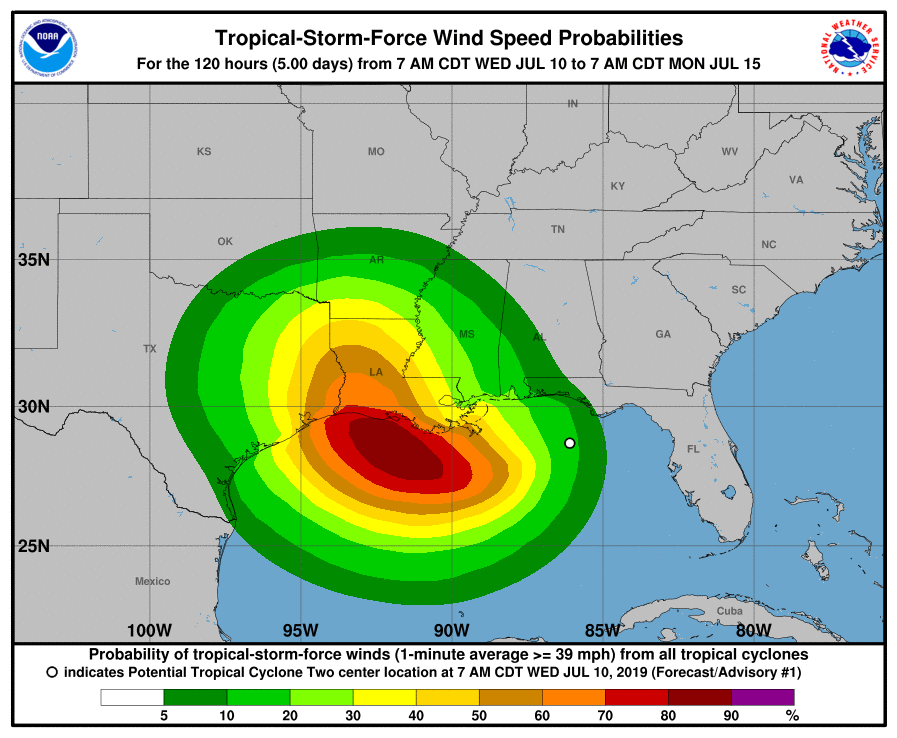 Tropical-Storm-Force Wind Speed Probabilities
For the 120 hours (5.00 days) from 7 AM CDT WED JUL 10 to 7 AM CDT MON JUL 15
NOAA
NATIONAL WEATHER SERVICE
IN
KS
MO
WV
KY
VA
TN
OK
NC
35N
AR
SC
MS
AL
GA
TX
LA
30N
FL
25N
Mexico
Cuba
100W 95W 90W 85W 80W
Probability of tropical-storm-force winds (1-minute average >= 39 mph) from all tropical cyclones
indicates Potential Tropical Cyclone Two center location at 7 AM CDT WED JUL 10, 2019 (Forecast/Advisory #1)
5 10 20 30 40 50 60 70 80 90 %